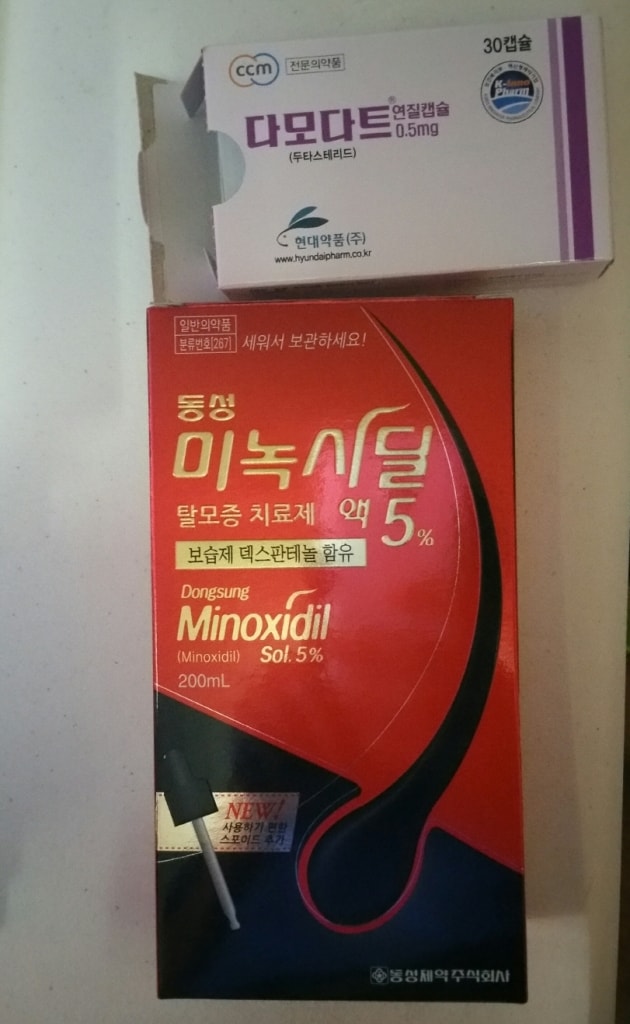 ccm
전문의약품
30캡슐
K-Inno
Pharm
다모다트® 연질캡슐
0.5mg
(두타스테리드)
현대약품(주)
www.hyundaipharm.co.kr
일반의약품
분류번호[267]
세워서 보관하세요!
동성
미녹시딜
탈모증 치료제 액 5%
보습제 덱스판테놀 함유
Dongsung
Minoxidil
(Minoxidil) Sol. 5%
200mL
NEW!
사용하기 편한
스포이드 추가
동성제약주식회사